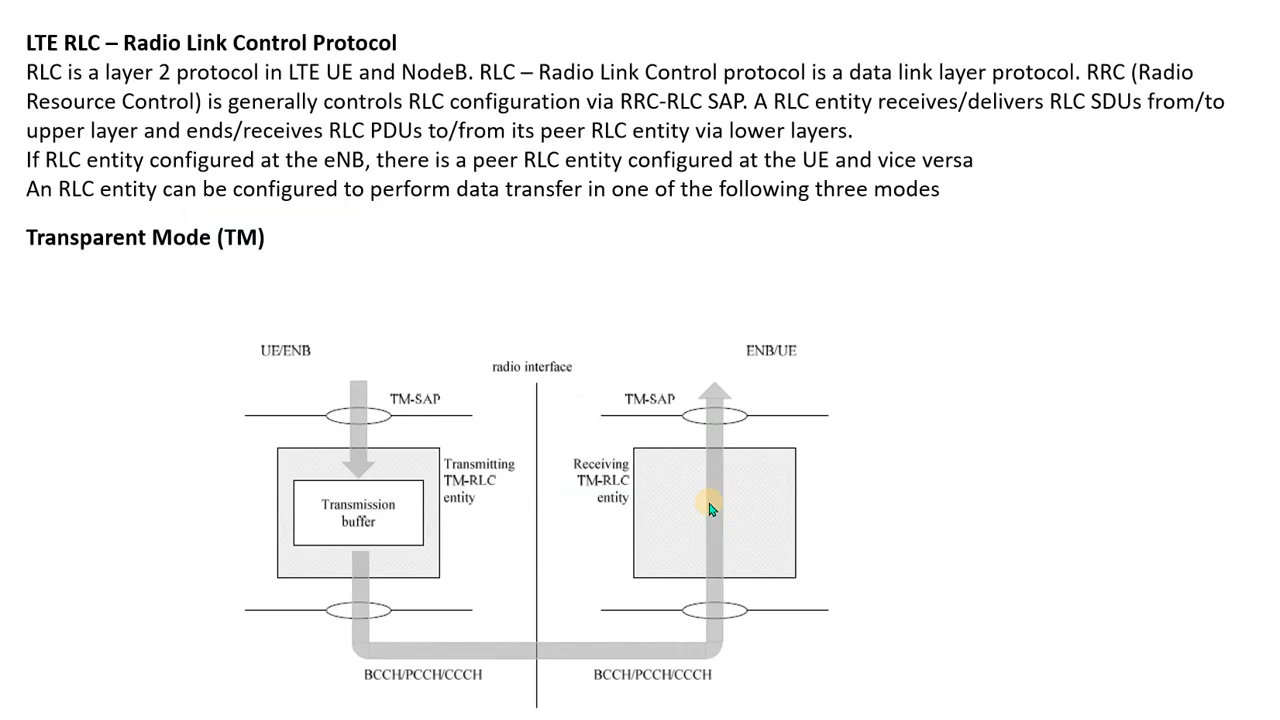 LTE RLC – Radio Link Control Protocol
RLC is a layer 2 protocol in LTE UE and NodeB. RLC – Radio Link Control protocol is a data link layer protocol. RRC (Radio
Resource Control) is generally controls RLC configuration via RRC-RLC SAP. A RLC entity receives/delivers RLC SDUs from/to
upper layer and ends/receives RLC PDUs to/from its peer RLC entity via lower layers.
If RLC entity configured at the eNB, there is a peer RLC entity configured at the UE and vice versa
An RLC entity can be configured to perform data transfer in one of the following three modes
Transparent Mode (TM)
UE/ENB
ENB/UE
radio interface
TM-SAP
TM-SAP
Transmitting
TM-RLC
entity
Receiving
TM-RLC
entity
Transmission
buffer
BCCH/PCCH/CCCH
BCCH/PCCH/CCCH